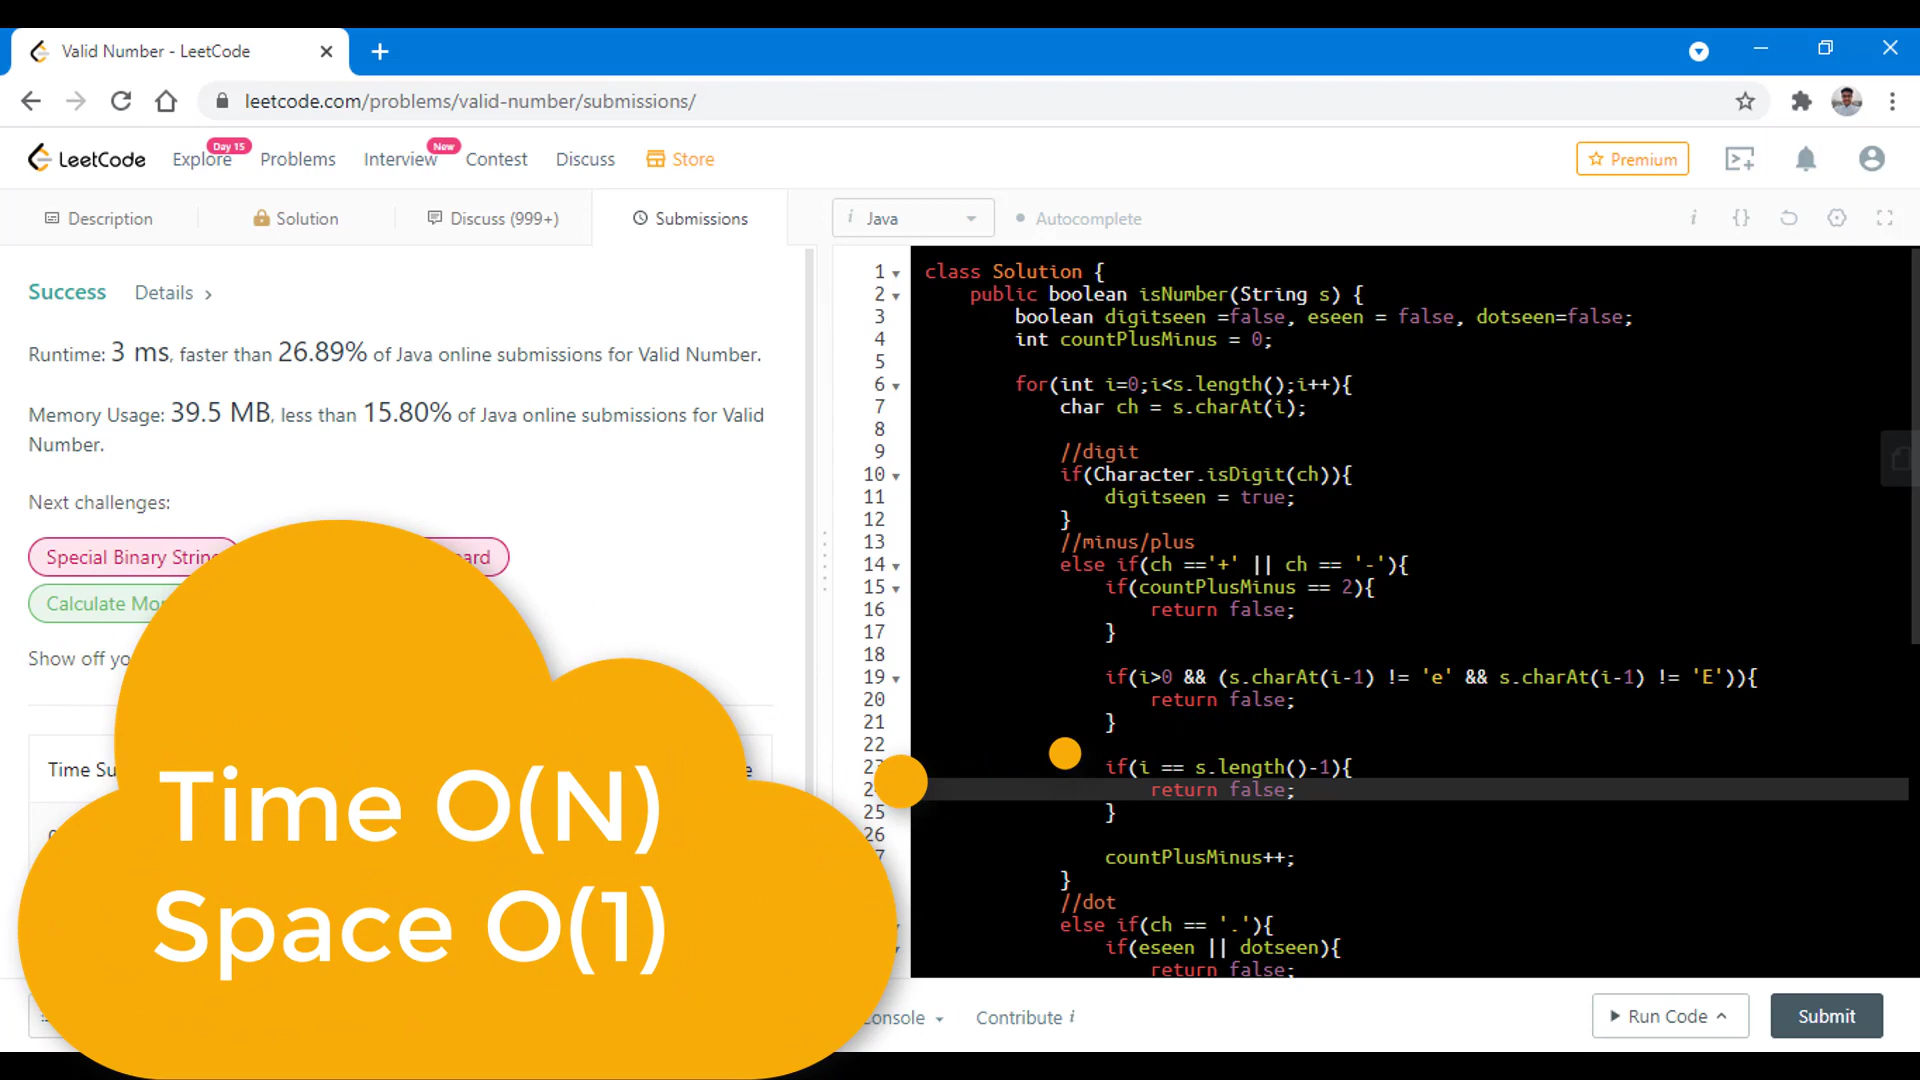 Valid Number - LeetCode
leetcode.com/problems/valid-number/submissions/
LeetCode
Explore
Day 15
Problems
Interview
New
Contest
Discuss
Store
Premium
Description
Solution
Discuss (999+)
Submissions
i Java
Autocomplete
Success
Details
Runtime: 3 ms, faster than 26.89% of Java online submissions for Valid Number.
Memory Usage: 39.5 MB, less than 15.80% of Java online submissions for Valid
Number.
Next challenges:
Special Binary String
Calculate
Show off
Time
Time O(N)
Space O(1)
1 class Solution {
2 public boolean isNumber(String s) {
3 boolean digitseen =false, eseen = false, dotseen=false;
4 int countPlusMinus = 0;
5
6 for(int i=0;i<s.length();i++){
7 char ch = s.charAt(i);
8
9 //digit
10 if(Character.isDigit(ch)){
11 digitseen = true;
12 }
13 //minus/plus
14 else if(ch =='+' || ch == '-'){
15 if(countPlusMinus == 2){
16 return false;
17 }
18
19 if(i>0 && (s.charAt(i-1) != 'e' && s.charAt(i-1) != 'E')){
20 return false;
21 }
22
if(i == s.length()-1){
return false;
25 }
26
countPlusMinus++;
}
//dot
else if(ch == '.'){
if(eseen || dotseen){
return false;
Console
Contribute i
Run Code
Submit